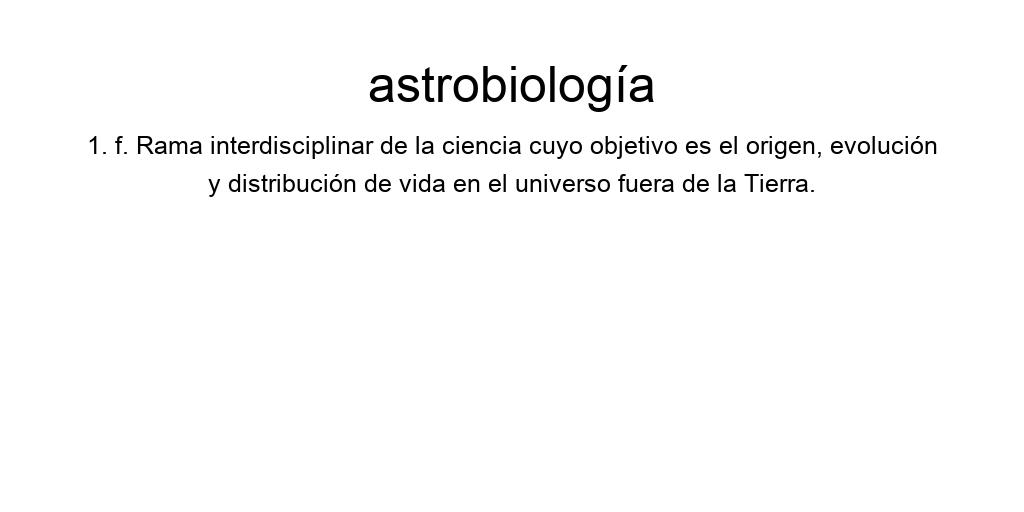 astrobiología
1. f. Rama interdisciplinar de la ciencia cuyo objetivo es el origen, evolución
y distribución de vida en el universo fuera de la Tierra.